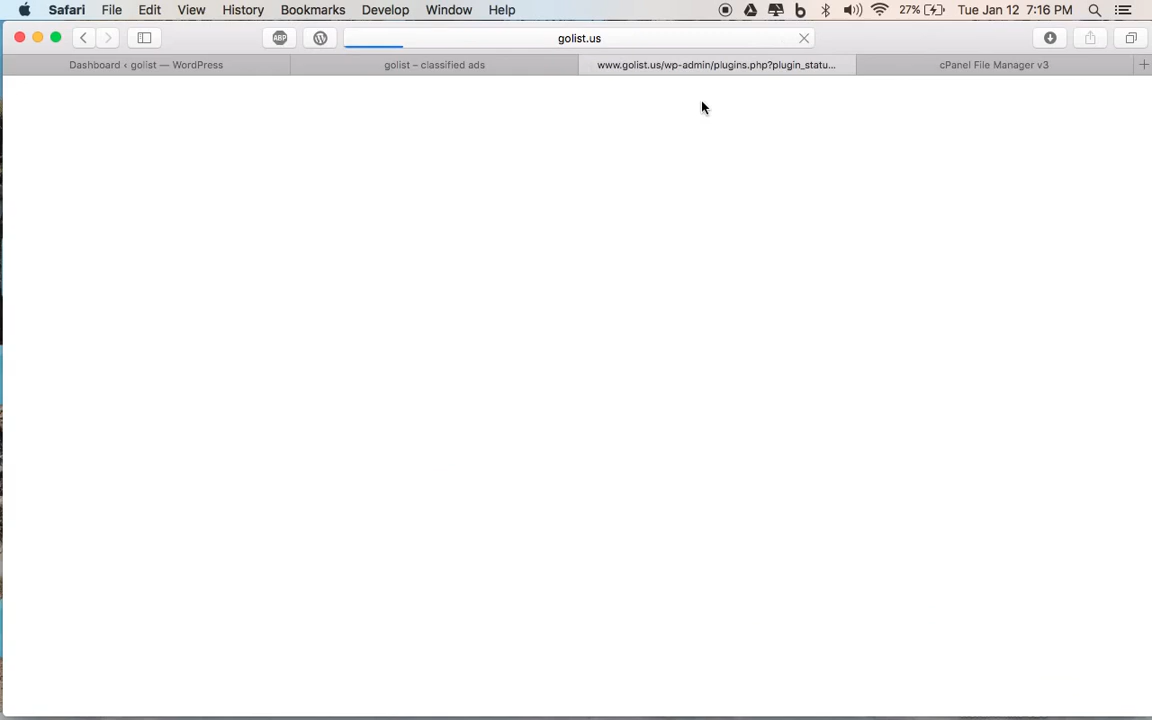 Safari File Edit View History Bookmarks Develop Window Help 27% Tue Jan 12 7:16 PM
ABP golist.us
Dashboard ‹ golist — WordPress golist – classified ads www.golist.us/wp-admin/plugins.php?plugin_statu... cPanel File Manager v3